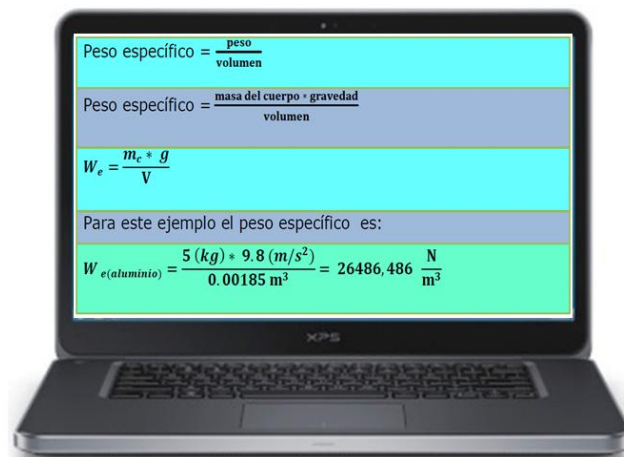 Peso específico = peso / volumen
Peso específico = masa del cuerpo * gravedad / volumen
W_e = m_c * g / V
Para este ejemplo el peso específico es:
W_e(aluminio) = 5 (kg) * 9.8 (m/s²) / 0.00185 m³ = 26486,486 N / m³
XPS